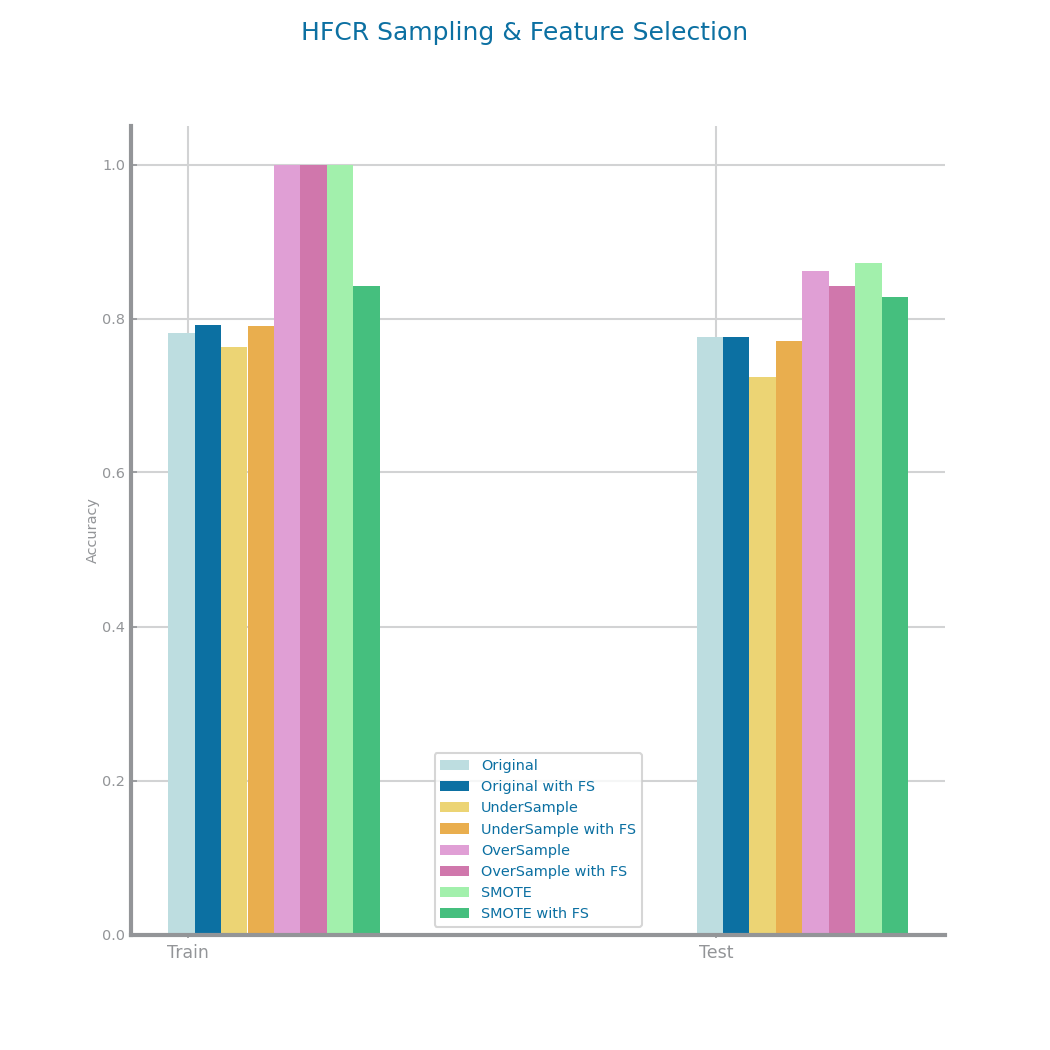 HFCR Sampling & Feature Selection
1.0
0.8
0.6
0.4
0.2
0.0
Accuracy
Train
Test
Original
Original with FS
UnderSample
UnderSample with FS
OverSample
OverSample with FS
SMOTE
SMOTE with FS